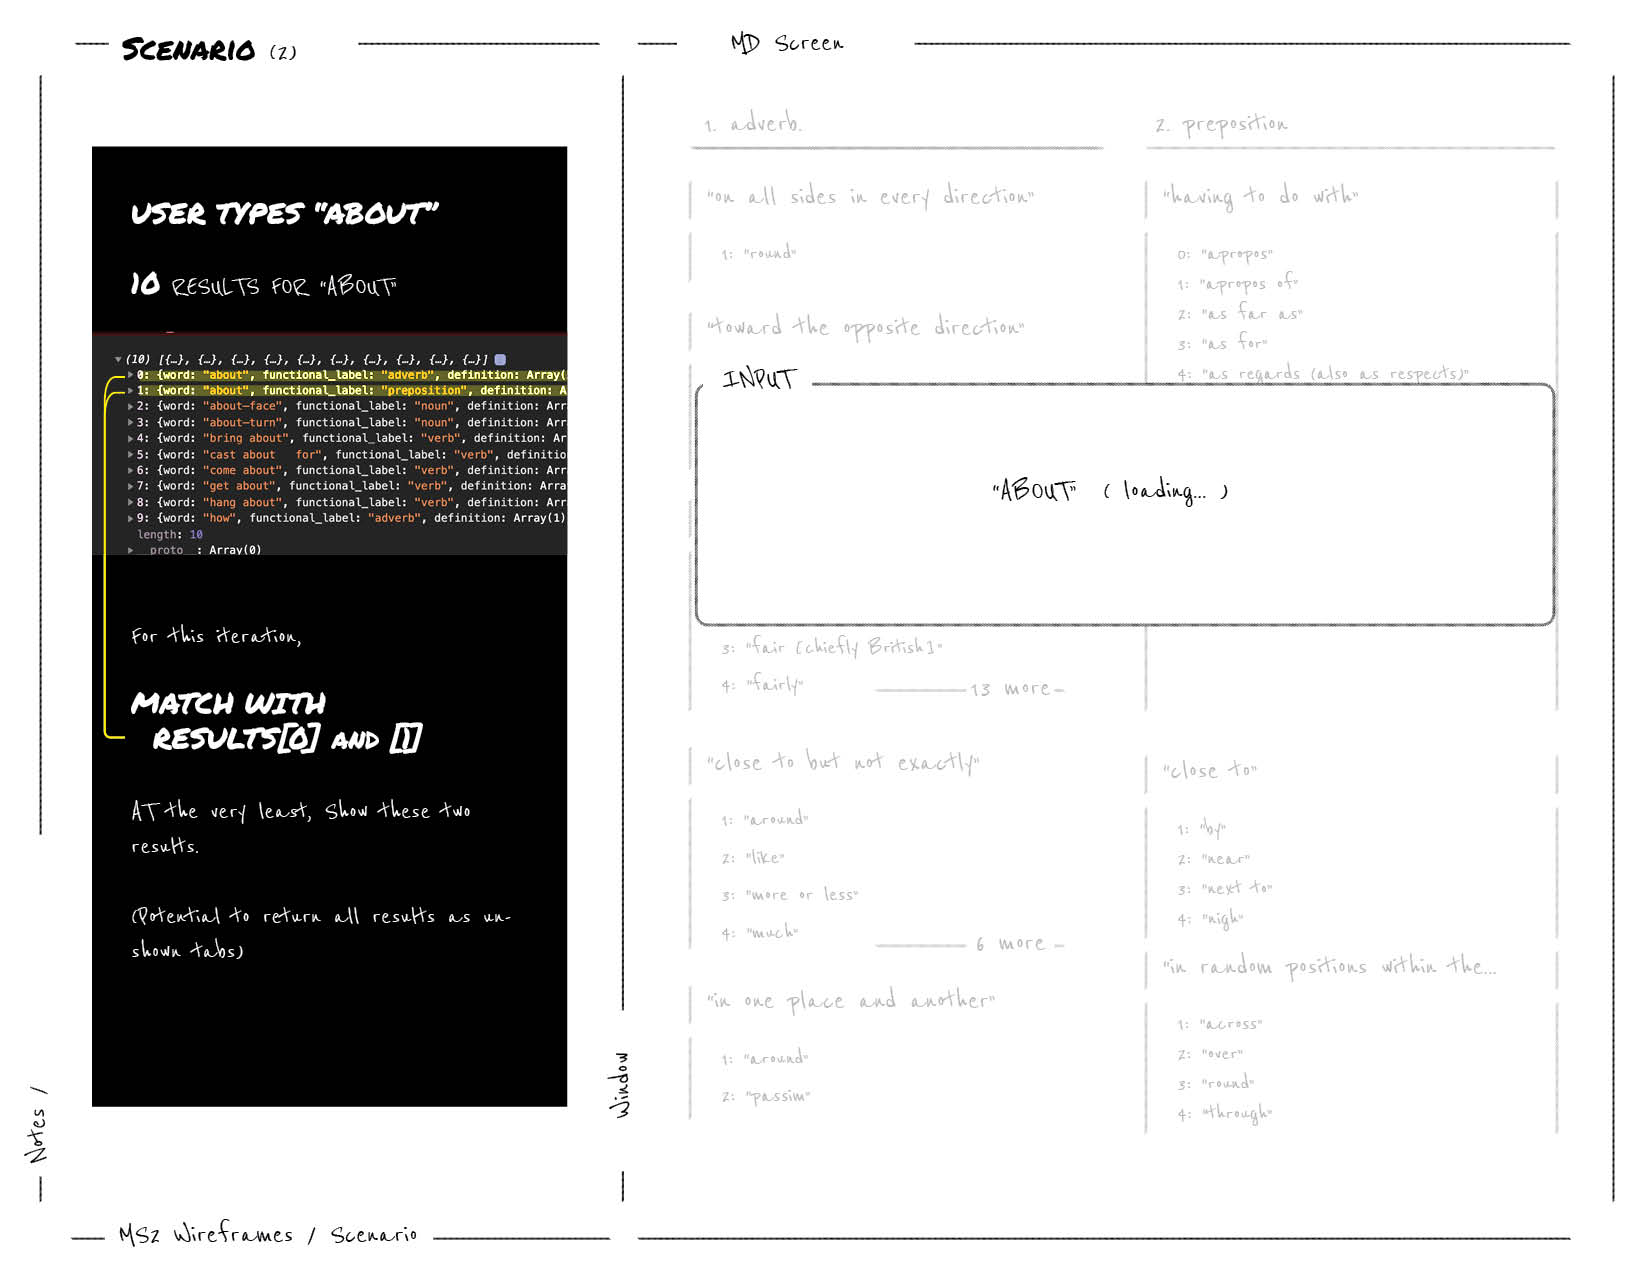 SCENARIO (2)
USER TYPES "ABOUT"
10 RESULTS FOR "ABOUT"
(10) [{…}, {…}, {…}, {…}, {…}, {…}, {…}, {…}, {…}, {…}]
0: {word: "about", functional_label: "adverb", definition: Array(
1: {word: "about", functional_label: "preposition", definition: A
2: {word: "about-face", functional_label: "noun", definition: Arr
3: {word: "about-turn", functional_label: "noun", definition: Arr
4: {word: "bring about", functional_label: "verb", definition: Ar
5: {word: "cast about   for", functional_label: "verb", definitio
6: {word: "come about", functional_label: "verb", definition: Arr
7: {word: "get about", functional_label: "verb", definition: Arra
8: {word: "hang about", functional_label: "verb", definition: Arr
9: {word: "how", functional_label: "adverb", definition: Array(1)
length: 10
__proto__: Array(0)
For this iteration,
MATCH WITH
RESULTS[0] AND [1]
AT the very least, Show these two
results.
(Potential to return all results as un-
shown tabs)
Notes /
MS2 Wireframes / Scenario
MD Screen
Window
1. adverb.
"on all sides in every direction"
1: "round"
"toward the opposite direction"
2. preposition
"having to do with"
0: "apropos"
1: "apropos of"
2: "as far as"
3: "as for"
4: "as regards (also as respects)"
INPUT
"ABOUT" ( loading... )
3: "fair [chiefly British]"
4: "fairly"
13 more
"close to but not exactly"
1: "around"
2: "like"
3: "more or less"
4: "much"
6 more
"in one place and another"
1: "around"
2: "passim"
"close to"
1: "by"
2: "near"
3: "next to"
4: "nigh"
"in random positions within the...
1: "across"
2: "over"
3: "round"
4: "through"